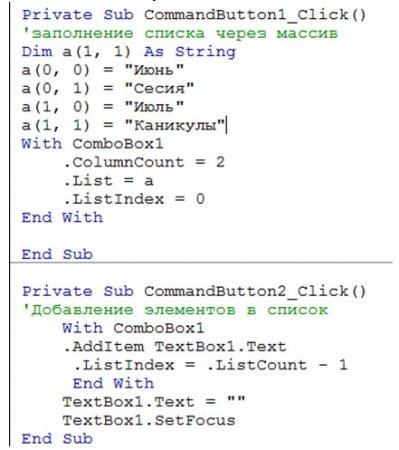 Private Sub CommandButton1_Click()
'заполнение списка через массив
Dim a(1, 1) As String
a(0, 0) = "Июнь"
a(0, 1) = "Сесия"
a(1, 0) = "Июль"
a(1, 1) = "Каникулы"
With ComboBox1
    .ColumnCount = 2
    .List = a
    .ListIndex = 0
End With

End Sub

Private Sub CommandButton2_Click()
'Добавление элементов в список
    With ComboBox1
    .AddItem TextBox1.Text
     .ListIndex = .ListCount - 1
     End With
    TextBox1.Text = ""
    TextBox1.SetFocus
End Sub